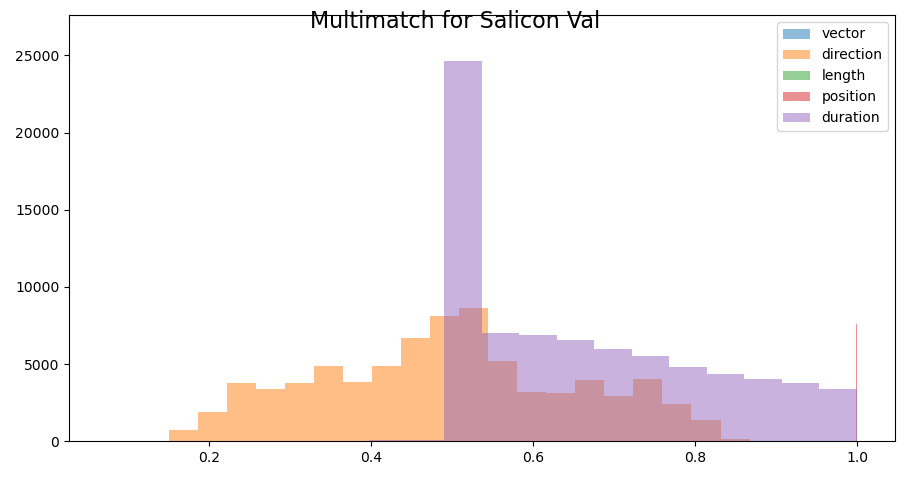 Multimatch for Salicon Val
vector
direction
length
position
duration
25000
20000
15000
10000
5000
0
0.2 0.4 0.6 0.8 1.0